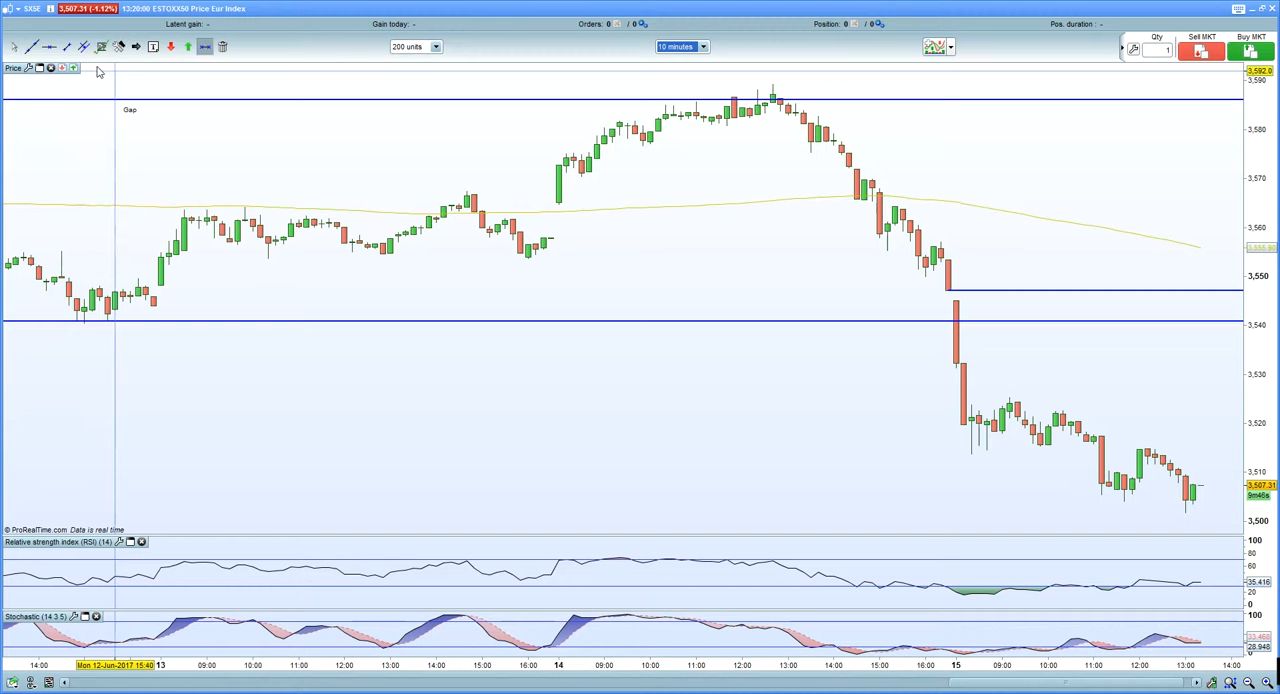 SX5E 3,507.31 (-1.12%) 13:20:00 ESTOXX50 Price Eur Index
Latent gain: - Gain today: - Orders: 0 / 0 Position: 0 / 0 Pos. duration : -
200 units 10 minutes Qty 1 Sell MKT Buy MKT
Price
3,592.0
3,590
Gap
3,580
3,570
3,560
3,550
3,540
3,530
3,520
3,510
3,507.31
9m46s
3,500
© ProRealTime.com Data is real time
Relative strength index (RSI) (14)
100
80
60
35.416
20
0
Stochastic (14 3 5)
100
33.468
28.948
14:00 Mon 12-Jun-2017 15:40 13 09:00 10:00 11:00 12:00 13:00 14:00 15:00 16:00 14 09:00 10:00 11:00 12:00 13:00 14:00 15:00 16:00 15 09:00 10:00 11:00 12:00 13:00 14:00